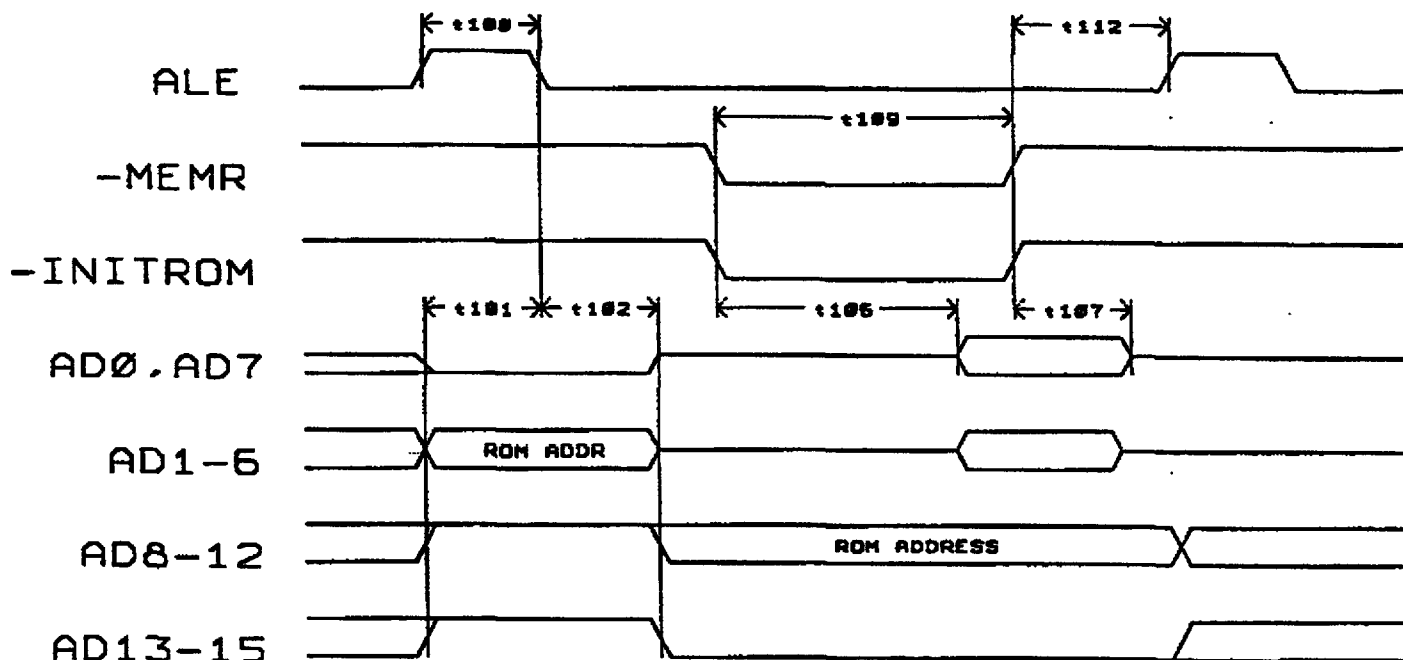 t100
t112
ALE
t109
-MEMR
-INITROM
t101
t102
t106
t107
AD0.AD7
AD1-6
ROM ADDR
AD8-12
ROM ADDRESS
AD13-15